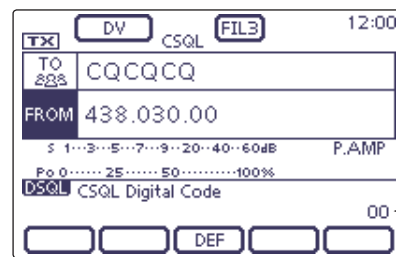 DV FIL3 12:00
TX CSQL
TO CQCQCQ
FROM 438.030.00
S 1···3···5···7···9··20··40··60dB P.AMP
Po 0······ 25······ 50··········100%
DSQL CSQL Digital Code
00
DEF